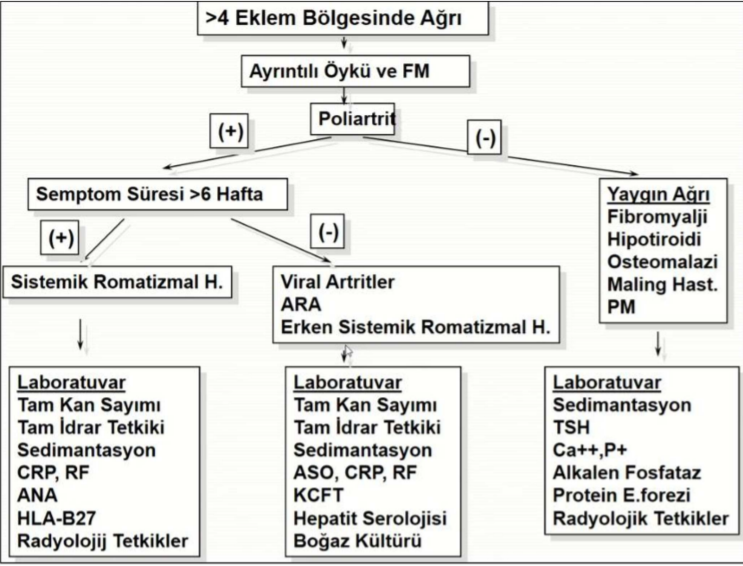 >4 Eklem Bölgesinde Ağrı
Ayrıntılı Öykü ve FM
Poliartrit
(+)
(-)
Semptom Süresi >6 Hafta
(+)
(-)
Yaygın Ağrı
Fibromyalji
Hipotiroidi
Osteomalazi
Maling Hast.
PM
Sistemik Romatizmal H.
Viral Artritler
ARA
Erken Sistemik Romatizmal H.
Laboratuvar
Tam Kan Sayımı
Tam İdrar Tetkiki
Sedimantasyon
CRP, RF
ANA
HLA-B27
Radyolojij Tetkikler
Laboratuvar
Tam Kan Sayımı
Tam İdrar Tetkiki
Sedimantasyon
ASO, CRP, RF
KCFT
Hepatit Serolojisi
Boğaz Kültürü
Laboratuvar
Sedimantasyon
TSH
Ca++,P+
Alkalen Fosfataz
Protein E.forezi
Radyolojik Tetkikler